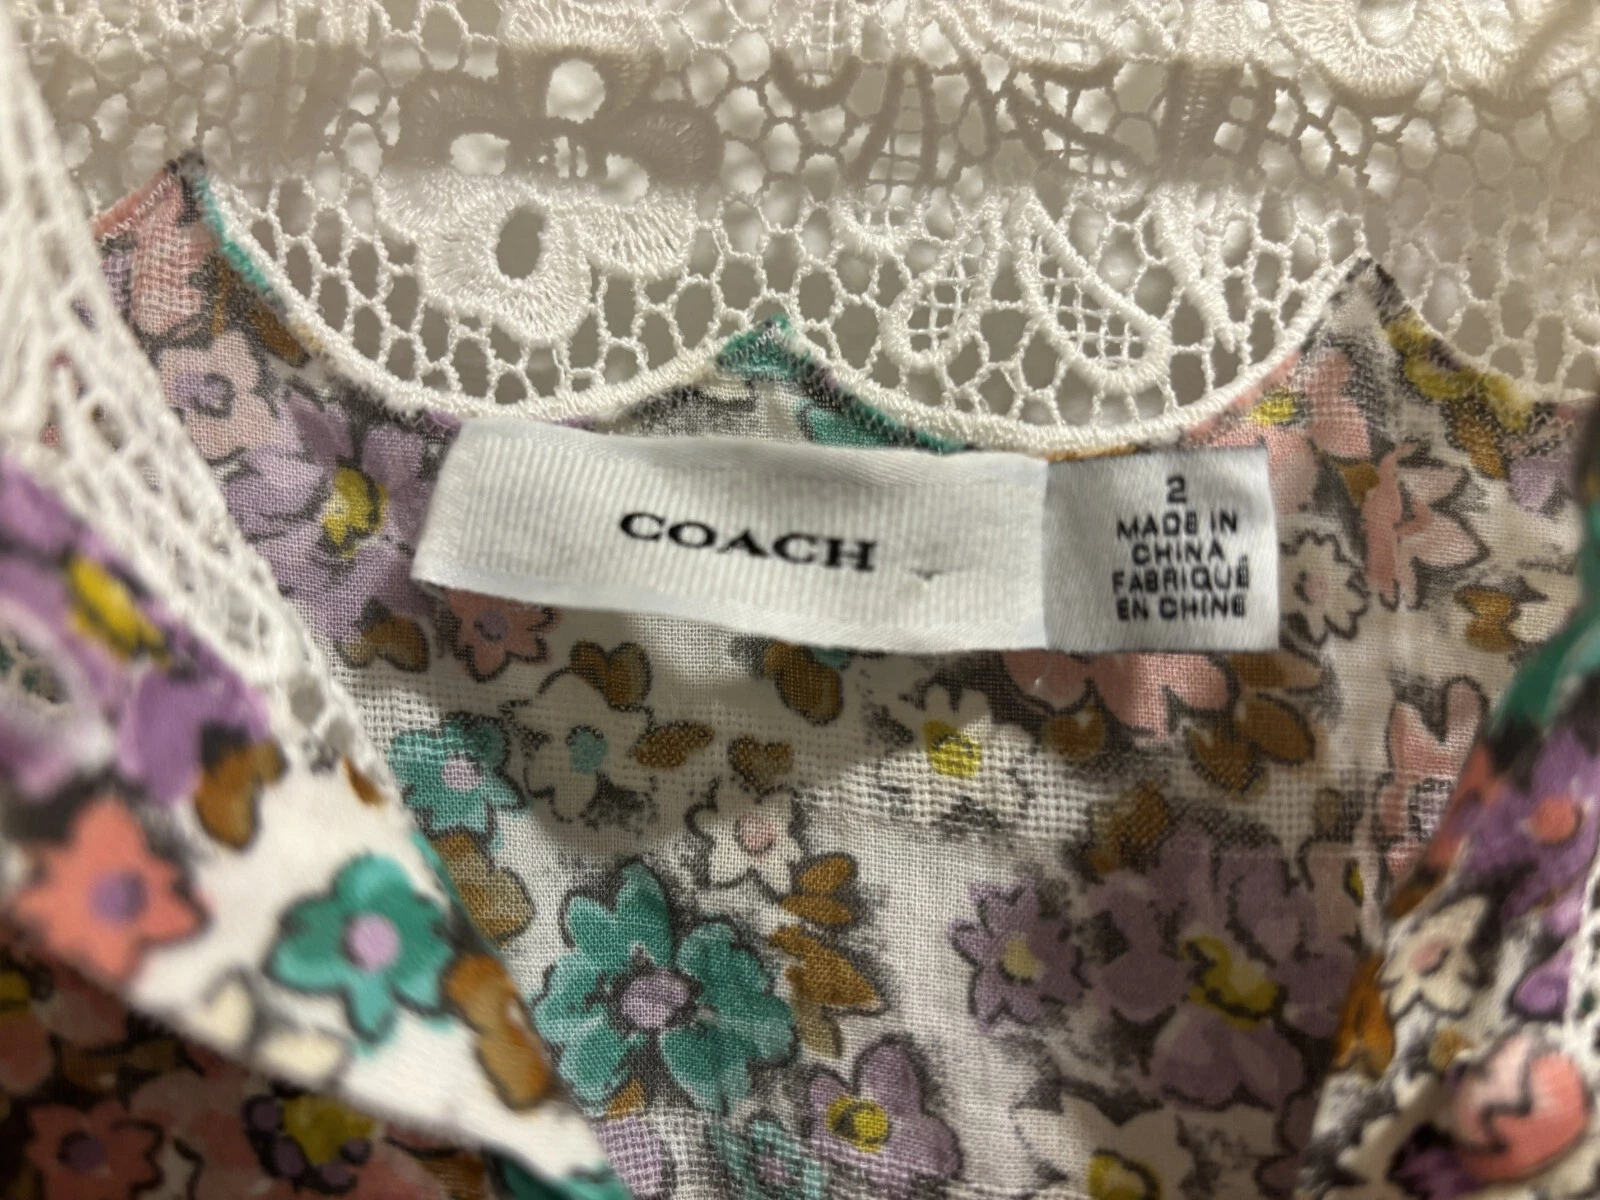 COACH
2
MADE IN
CHINA
FABRIQUÉ
EN CHINE